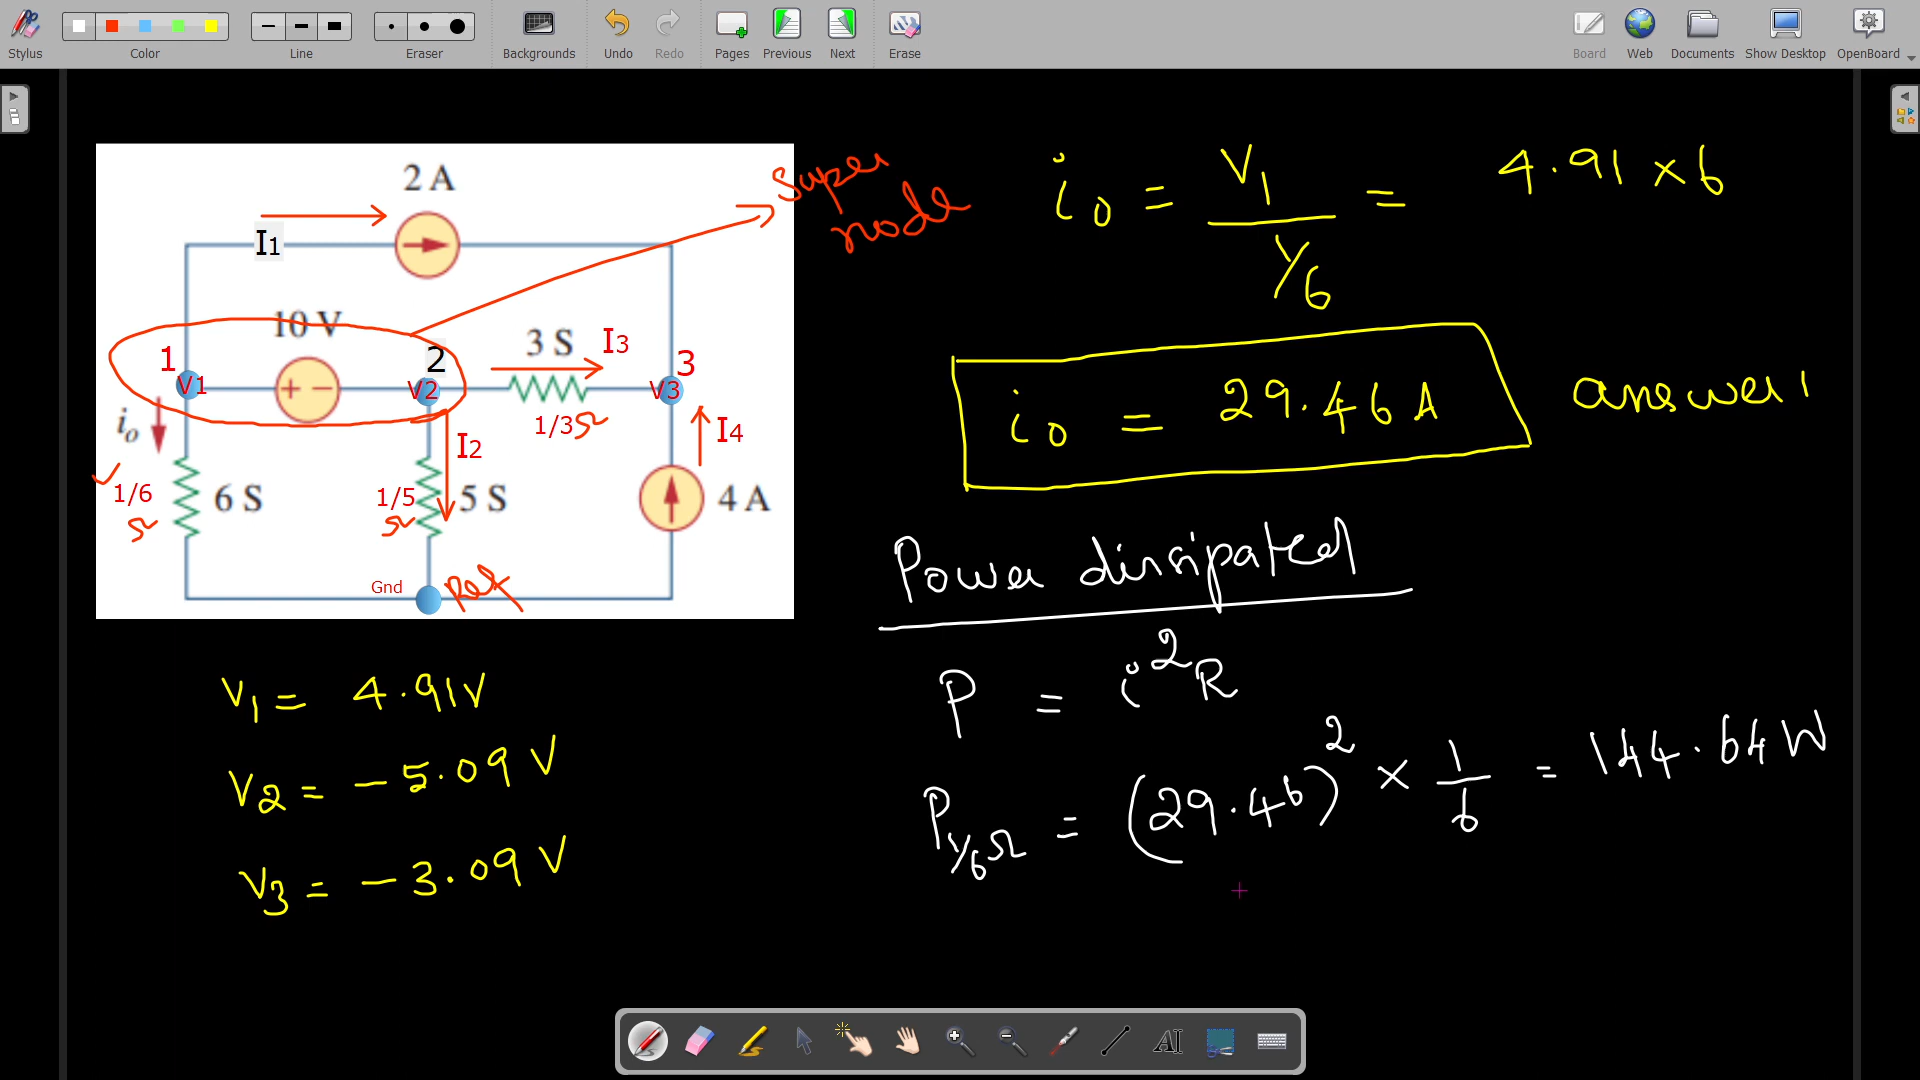 Stylus Color Line Eraser Backgrounds Undo Redo Pages Previous Next Erase Board Web Documents Show Desktop OpenBoard
2 A
I1
Super node
10 V
1
V1
+ −
2
V2
3 S
I3
3
V3
1/3Ω
io
I2
I4
1/6 Ω
6 S
1/5 Ω
5 S
4 A
Gnd
Ref
V1 = 4.91V
V2 = -5.09 V
V3 = -3.09 V
io = V1 / 1/6 = 4.91 x 6
io = 29.46 A answer
Power dissipated
P = i²R
P1/6Ω = (29.46)² × 1/6 = 144.64 W
AI